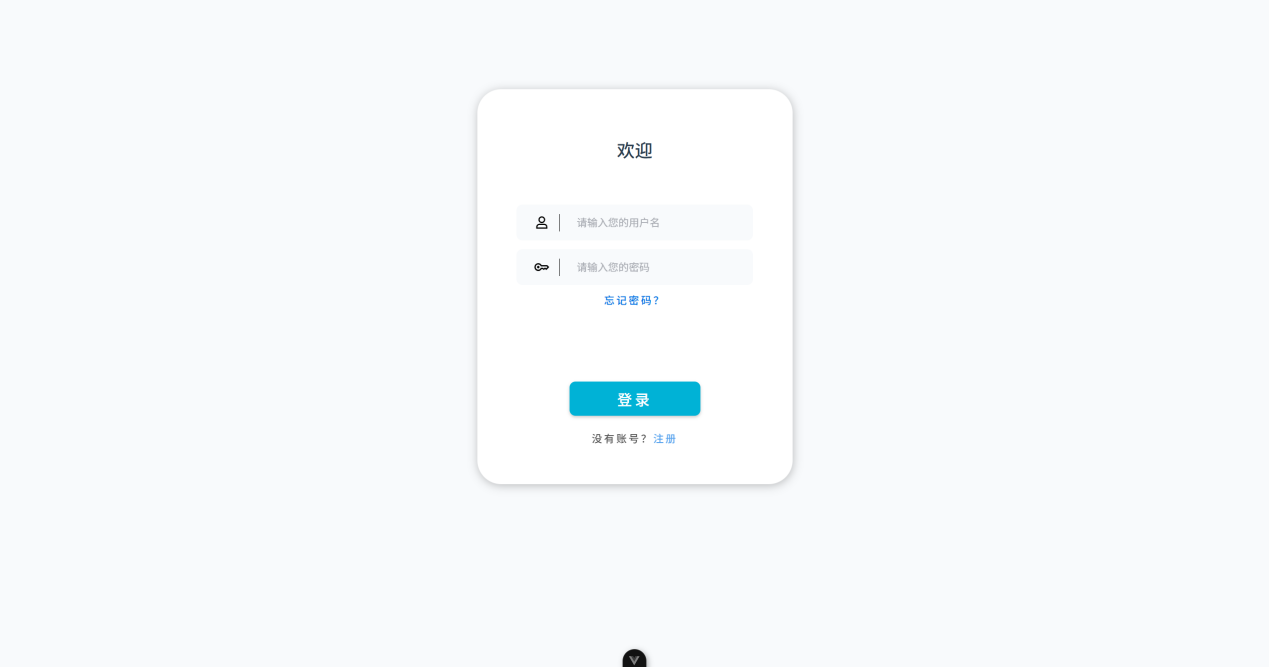 欢迎
请输入您的用户名
请输入您的密码
忘记密码？
登录
没有账号？ 注册